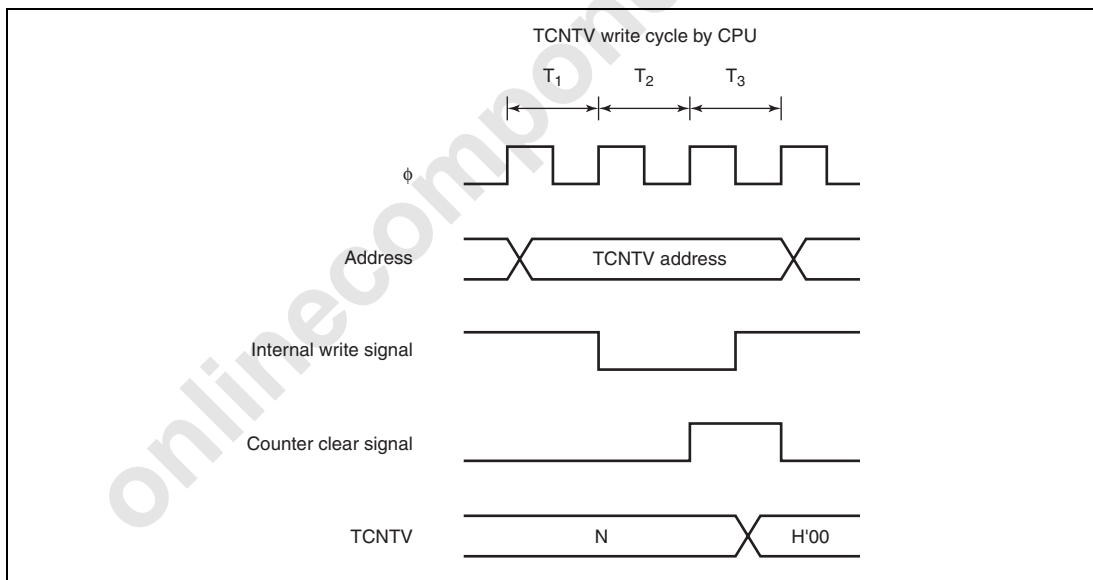 TCNTV write cycle by CPU
T₁ T₂ T₃
φ
Address TCNTV address
Internal write signal
Counter clear signal
TCNTV N H'00
onlinecompone